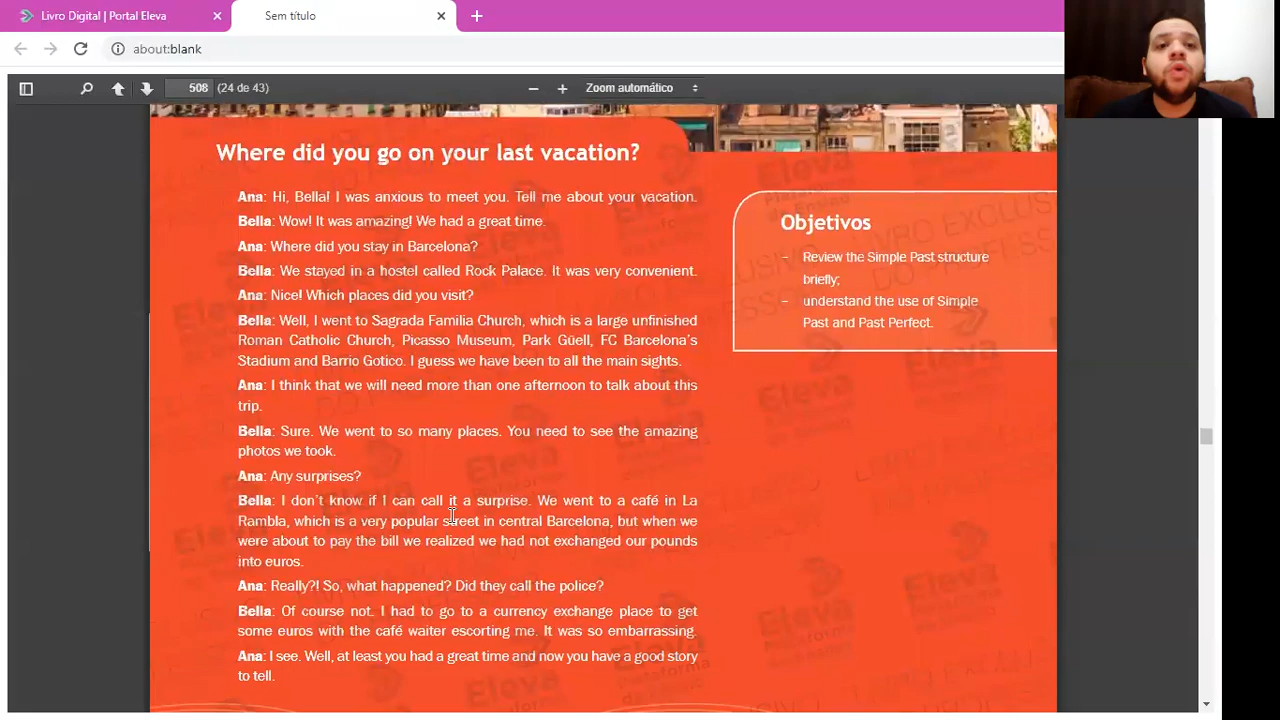 Livro Digital | Portal Eleva
Sem título
about:blank
508 (24 de 43)
Zoom automático
Where did you go on your last vacation?
Ana: Hi, Bella! I was anxious to meet you. Tell me about your vacation.
Bella: Wow! It was amazing! We had a great time.
Ana: Where did you stay in Barcelona?
Bella: We stayed in a hostel called Rock Palace. It was very convenient.
Ana: Nice! Which places did you visit?
Bella: Well, I went to Sagrada Familia Church, which is a large unfinished
Roman Catholic Church, Picasso Museum, Park Güell, FC Barcelona's
Stadium and Barrio Gotico. I guess we have been to all the main sights.
Ana: I think that we will need more than one afternoon to talk about this
trip.
Bella: Sure. We went to so many places. You need to see the amazing
photos we took.
Ana: Any surprises?
Bella: I don't know if I can call it a surprise. We went to a café in La
Rambla, which is a very popular street in central Barcelona, but when we
were about to pay the bill we realized we had not exchanged our pounds
into euros.
Ana: Really?! So, what happened? Did they call the police?
Bella: Of course not. I had to go to a currency exchange place to get
some euros with the café waiter escorting me. It was so embarrassing.
Ana: I see. Well, at least you had a great time and now you have a good story
to tell.
Objetivos
– Review the Simple Past structure
briefly;
– understand the use of Simple
Past and Past Perfect.